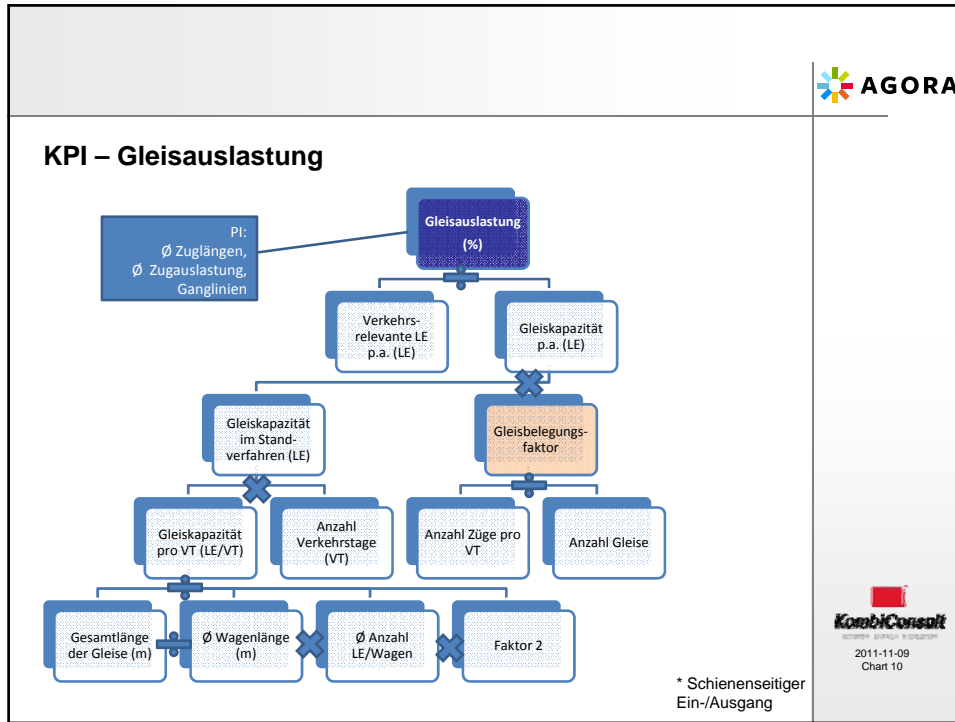 AGORA
KPI – Gleisauslastung
PI:
Ø Zuglängen,
Ø Zugauslastung,
Ganglinien
Gleisauslastung
(%)
Verkehrs-
relevante LE
p.a. (LE)
Gleiskapazität
p.a. (LE)
Gleiskapazität
im Stand-
verfahren (LE)
Gleisbelegungs-
faktor
Gleiskapazität
pro VT (LE/VT)
Anzahl
Verkehrstage
(VT)
Anzahl Züge pro
VT
Anzahl Gleise
Gesamtlänge
der Gleise (m)
Ø Wagenlänge
(m)
Ø Anzahl
LE/Wagen
Faktor 2
* Schienenseitiger
Ein-/Ausgang
KombiConsult
2011-11-09
Chart 10